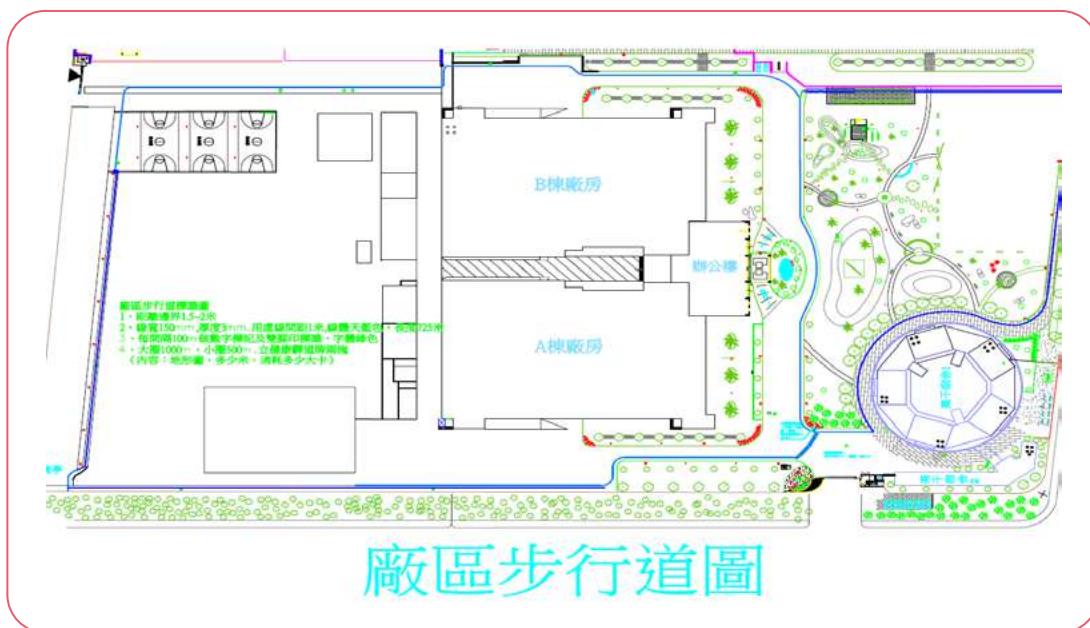 B棟廠房
辦公樓
廠區步行道標識圖
1、距離邊界1.5~2米
2、線寬150mm,厚度3mm.用虛線間距1米,線體天藍色,長度725米
3、每間隔100m做數字標記及雙腳印標識,字體綠色
4、大圈1000m,小圈500m.立健康步道牌兩塊
(內容:地形圖,多少米,消耗多少大卡)
A棟廠房
廠區步行道圖